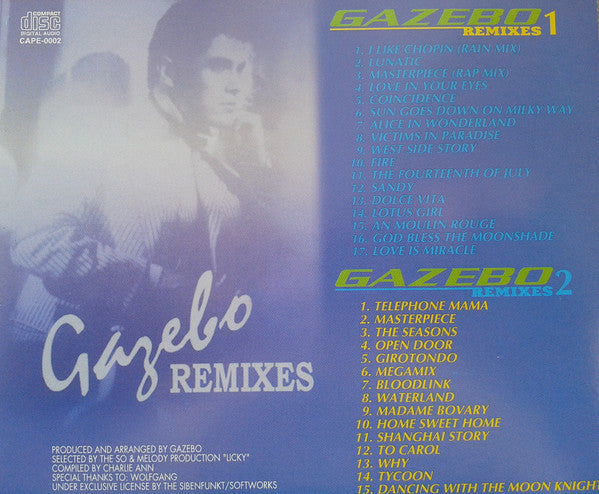 COMPACT
disc
DIGITAL AUDIO
CAPE-0002
GAZEBO
REMIXES 1
1. I LIKE CHOPIN (RAIN MIX)
2. LUNATIC
3. MASTERPIECE (RAP MIX)
4. LOVE IN YOUR EYES
5. COINCIDENCE
6. SUN GOES DOWN ON MILKY WAY
7. ALICE IN WONDERLAND
8. VICTIMS IN PARADISE
9. WEST SIDE STORY
10. FIRE
11. THE FOURTEENTH OF JULY
12. SANDY
13. DOLCE VITA
14. LOTUS GIRL
15. AN MOULIN ROUGE
16. GOD BLESS THE MOONSHADE
17. LOVE IS MIRACLE
GAZEBO
REMIXES 2
1. TELEPHONE MAMA
2. MASTERPIECE
3. THE SEASONS
4. OPEN DOOR
5. GIROTONDO
6. MEGAMIX
7. BLOODLINK
8. WATERLAND
9. MADAME BOVARY
10. HOME SWEET HOME
11. SHANGHAI STORY
12. TO CAROL
13. WHY
14. TYCOON
15. DANCING WITH THE MOON KNIGHT
Gazebo
REMIXES
PRODUCED AND ARRANGED BY GAZEBO
SELECTED BY THE SO & MELODY PRODUCTION "LICKY"
COMPILED BY CHARLIE ANN
SPECIAL THANKS TO: WOLFGANG
UNDER EXCLUSIVE LICENSE BY THE SIBENFUNKT/SOFTWORKS